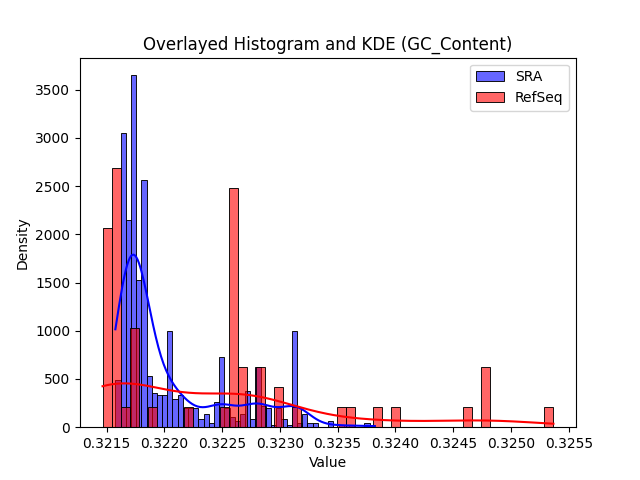 Overlayed Histogram and KDE (GC_Content)
SRA
RefSeq
3500
3000
2500
2000
1500
1000
500
0
Density
0.3215 0.3220 0.3225 0.3230 0.3235 0.3240 0.3245 0.3250 0.3255
Value